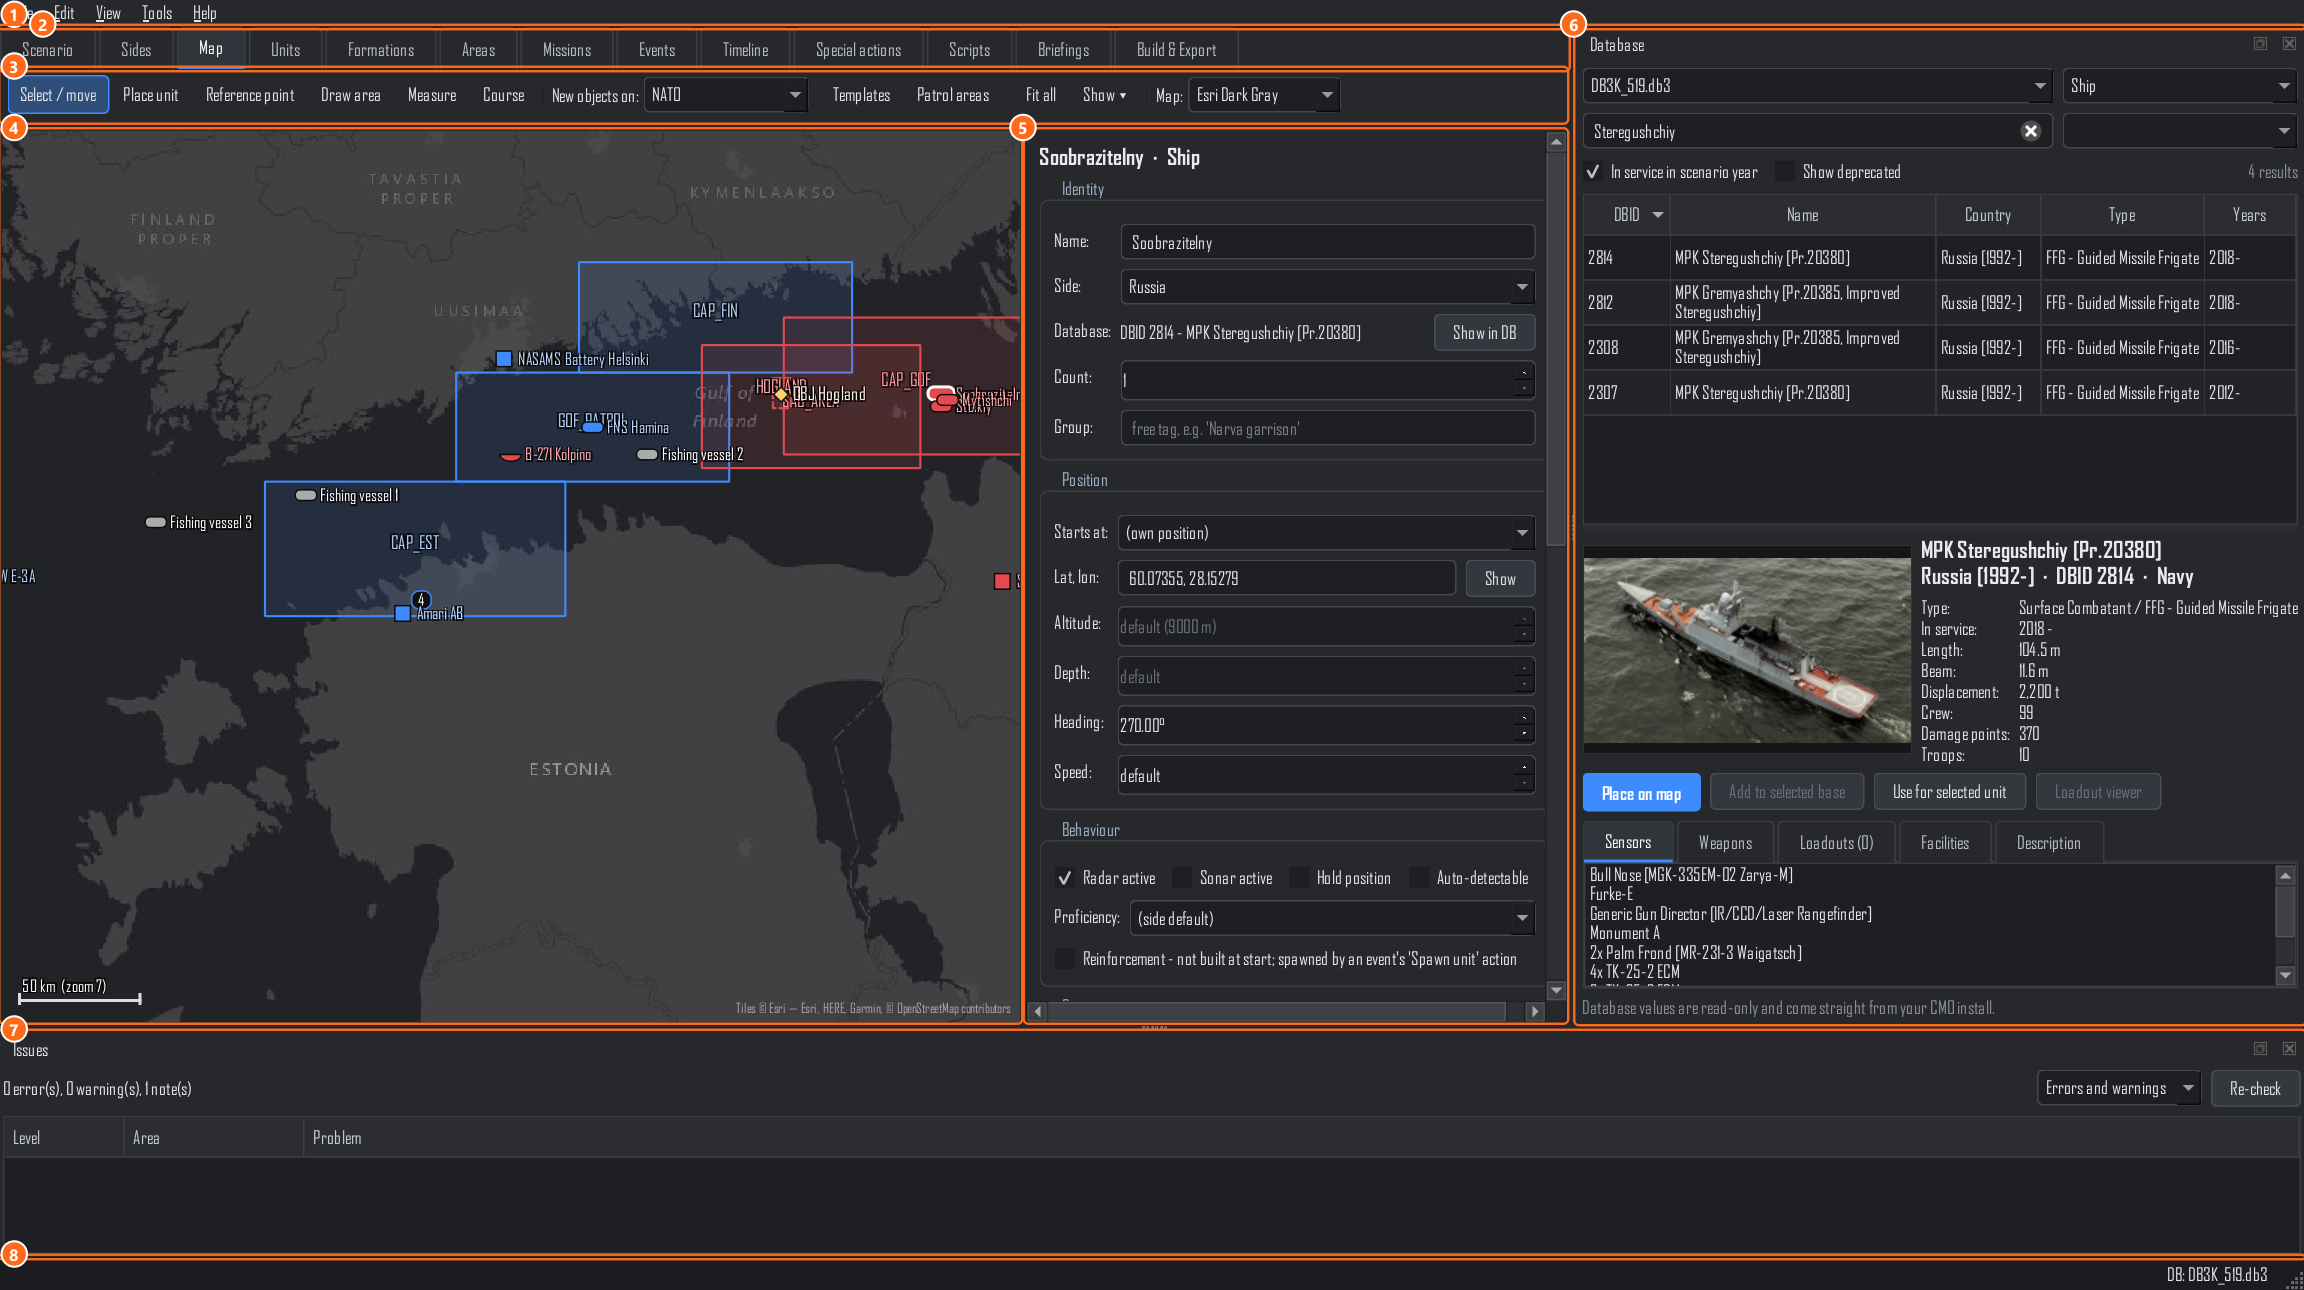 1
Edit View Tools Help
2
Scenario Sides Map Units Formations Areas Missions Events Timeline Special actions Scripts Briefings Build & Export
3
Select / move Place unit Reference point Draw area Measure Course New objects on: NATO Templates Patrol areas Fit all Show Map: Esri Dark Gray
4
TAVASTIA
PROPER
KYMENLAAKSO
FINLAND
PROPER
UUSIMAA
CAP_FIN
NASAMS Battery Helsinki
CAP_GOF
HOGLAND
OBJ Hogland
Gulf of
Finland
GOF_PATROL
FNS Hamina
B-271 Kolpino
Fishing vessel 2
Fishing vessel 1
Fishing vessel 3
CAP_EST
E-3A
4
Amari AB
ESTONIA
50 km (zoom 7)
Tiles © Esri — Esri, HERE, Garmin, © OpenStreetMap contributors
5
Soobrazitelny · Ship
Identity
Name: Soobrazitelny
Side: Russia
Database: DBID 2814 - MPK Steregushchiy [Pr.20380] Show in DB
Count: 1
Group: free tag, e.g. 'Narva garrison'
Position
Starts at: (own position)
Lat, lon: 60.07355, 28.15279 Show
Altitude: default (9000 m)
Depth: default
Heading: 270.00º
Speed: default
Behaviour
Radar active Sonar active Hold position Auto-detectable
Proficiency: (side default)
Reinforcement - not built at start; spawned by an event's 'Spawn unit' action
6
Database
DB3K_519.db3 Ship
Steregushchiy
In service in scenario year Show deprecated 4 results
DBID Name Country Type Years
2814 MPK Steregushchiy [Pr.20380] Russia [1992-] FFG - Guided Missile Frigate 2018-
2812 MPK Gremyashchy [Pr.20385, Improved Steregushchiy] Russia [1992-] FFG - Guided Missile Frigate 2018-
2308 MPK Gremyashchy [Pr.20385, Improved Steregushchiy] Russia [1992-] FFG - Guided Missile Frigate 2016-
2307 MPK Steregushchiy [Pr.20380] Russia [1992-] FFG - Guided Missile Frigate 2012-
MPK Steregushchiy [Pr.20380]
Russia [1992-] · DBID 2814 · Navy
Type: Surface Combatant / FFG - Guided Missile Frigate
In service: 2018 -
Length: 104.5 m
Beam: 11.6 m
Displacement: 2,200 t
Crew: 99
Damage points: 370
Troops: 10
Place on map Add to selected base Use for selected unit Loadout viewer
Sensors Weapons Loadouts (0) Facilities Description
Bull Nose [MGK-335EM-02 Zarya-M]
Furke-E
Generic Gun Director [IR/CCD/Laser Rangefinder]
Monument A
2x Palm Frond [MR-231-3 Waigatsch]
4x TK-25-2 ECM
Database values are read-only and come straight from your CMO install.
7
Issues
0 error(s), 0 warning(s), 1 note(s) Errors and warnings Re-check
Level Area Problem
8
DB: DB3K_519.db3